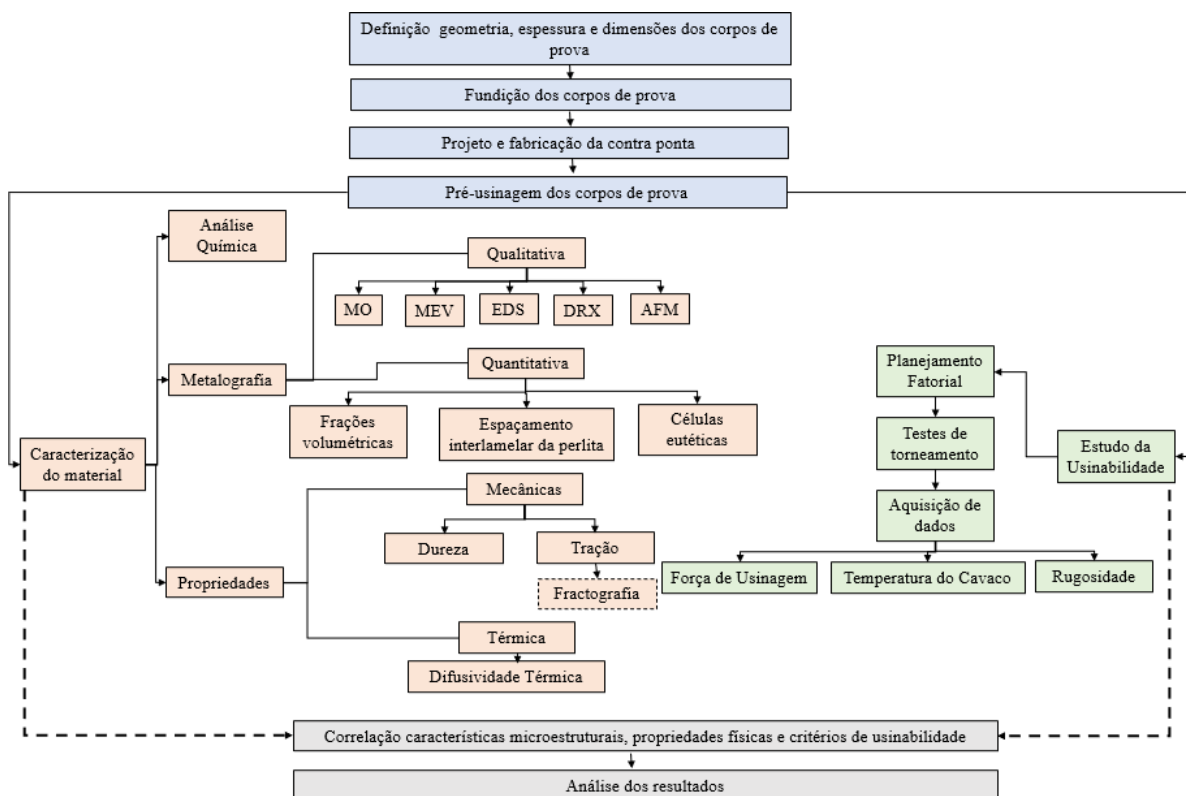 Definição geometria, espessura e dimensões dos corpos de
prova
Fundição dos corpos de prova
Projeto e fabricação da contra ponta
Pré-usinagem dos corpos de prova
Análise
Química
Qualitativa
MO
MEV
EDS
DRX
AFM
Metalografia
Quantitativa
Frações
volumétricas
Espaçamento
interlamelar da perlita
Células
eutéticas
Caracterização
do material
Mecânicas
Dureza
Tração
Fractografia
Propriedades
Térmica
Difusividade Térmica
Planejamento
Fatorial
Testes de
torneamento
Estudo da
Usinabilidade
Aquisição de
dados
Força de Usinagem
Temperatura do Cavaco
Rugosidade
Correlação características microestruturais, propriedades físicas e critérios de usinabilidade
Análise dos resultados